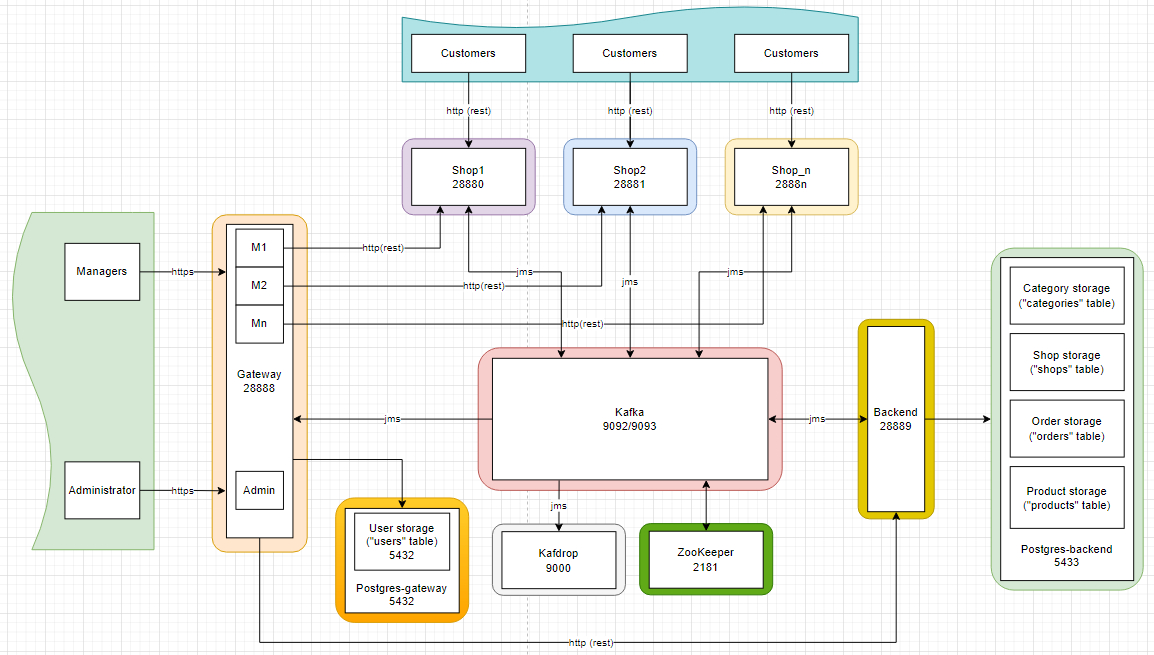 Customers
Customers
Customers
http (rest)
http (rest)
http (rest)
Shop1
28880
Shop2
28881
Shop_n
2888n
Managers
https
M1
M2
Mn
http(rest)
http(rest)
http(rest)
jms
jms
jms
Gateway
28888
Administrator
https
Admin
jms
Kafka
9092/9093
jms
Backend
28889
Category storage
("categories" table)
Shop storage
("shops" table)
Order storage
("orders" table)
Product storage
("products" table)
Postgres-backend
5433
User storage
("users" table)
5432
Postgres-gateway
5432
jms
Kafdrop
9000
ZooKeeper
2181
http (rest)